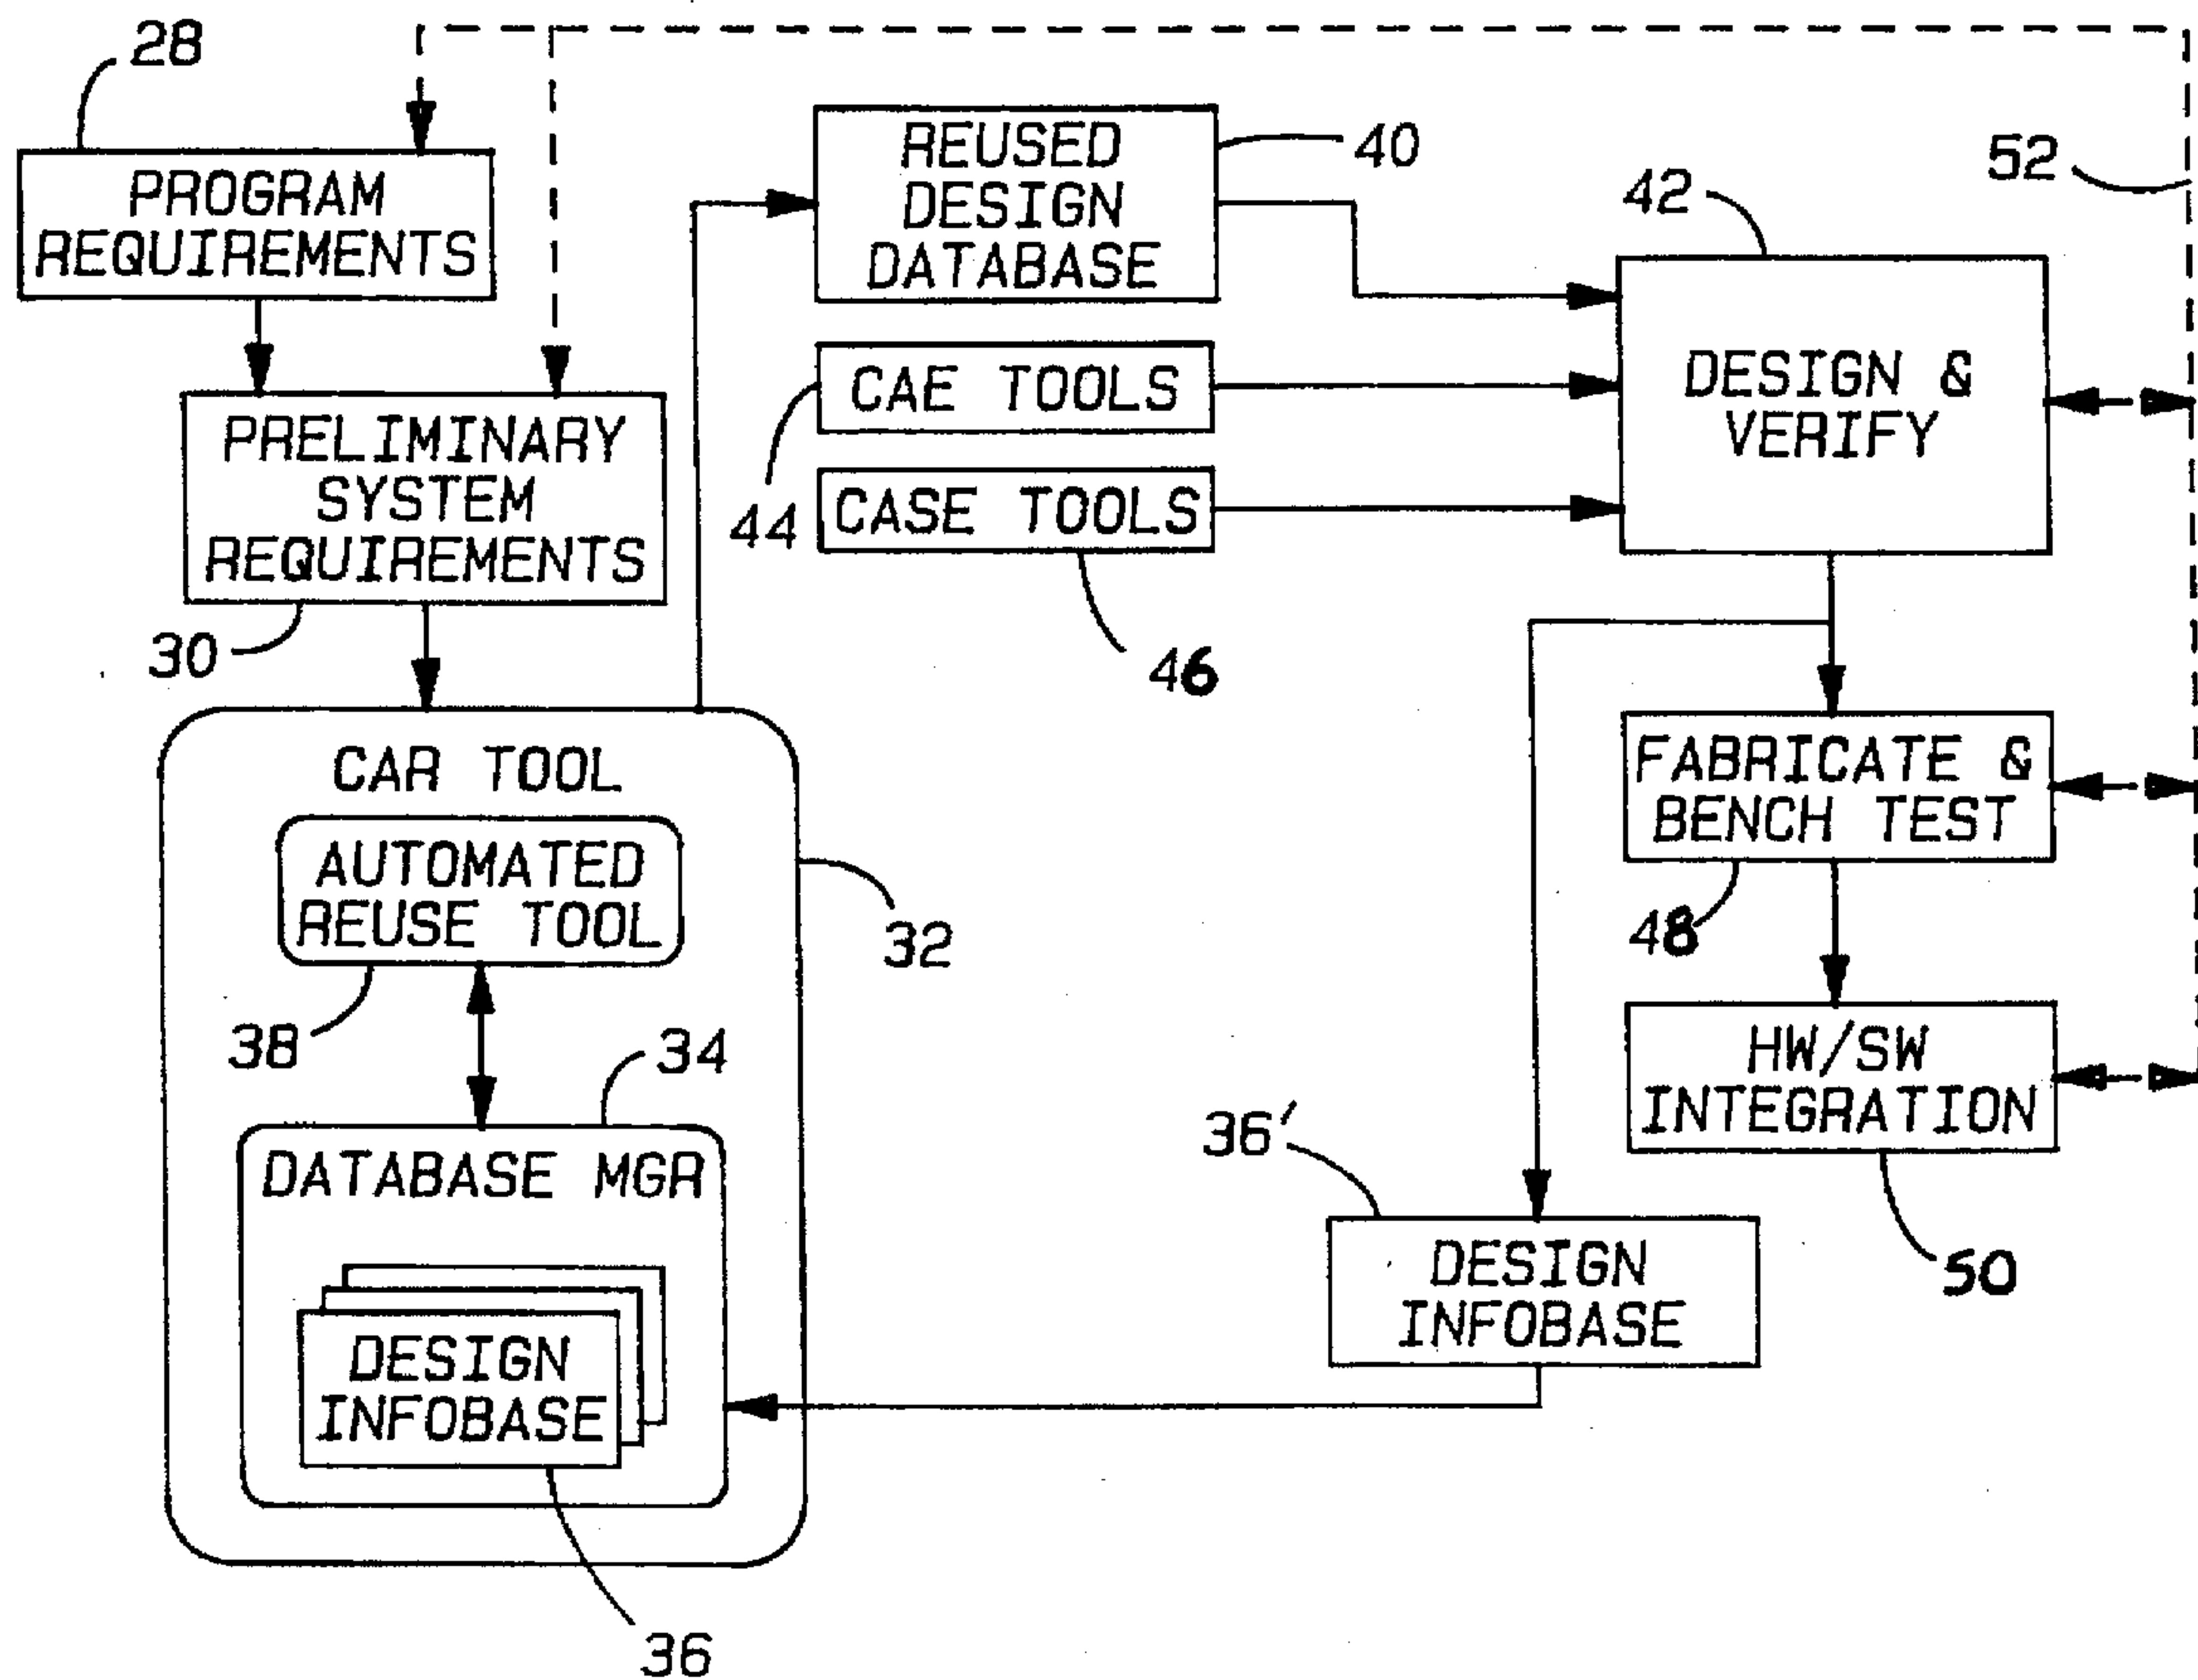 28
PROGRAM
REQUIREMENTS
PRELIMINARY
SYSTEM
REQUIREMENTS
30
REUSED
DESIGN
DATABASE
40
CAE TOOLS
44
CASE TOOLS
46
42
DESIGN &
VERIFY
52
CAR TOOL
AUTOMATED
REUSE TOOL
32
38
34
DATABASE MGR
DESIGN
INFOBASE
36
FABRICATE &
BENCH TEST
48
HW/SW
INTEGRATION
50
36'
DESIGN
INFOBASE